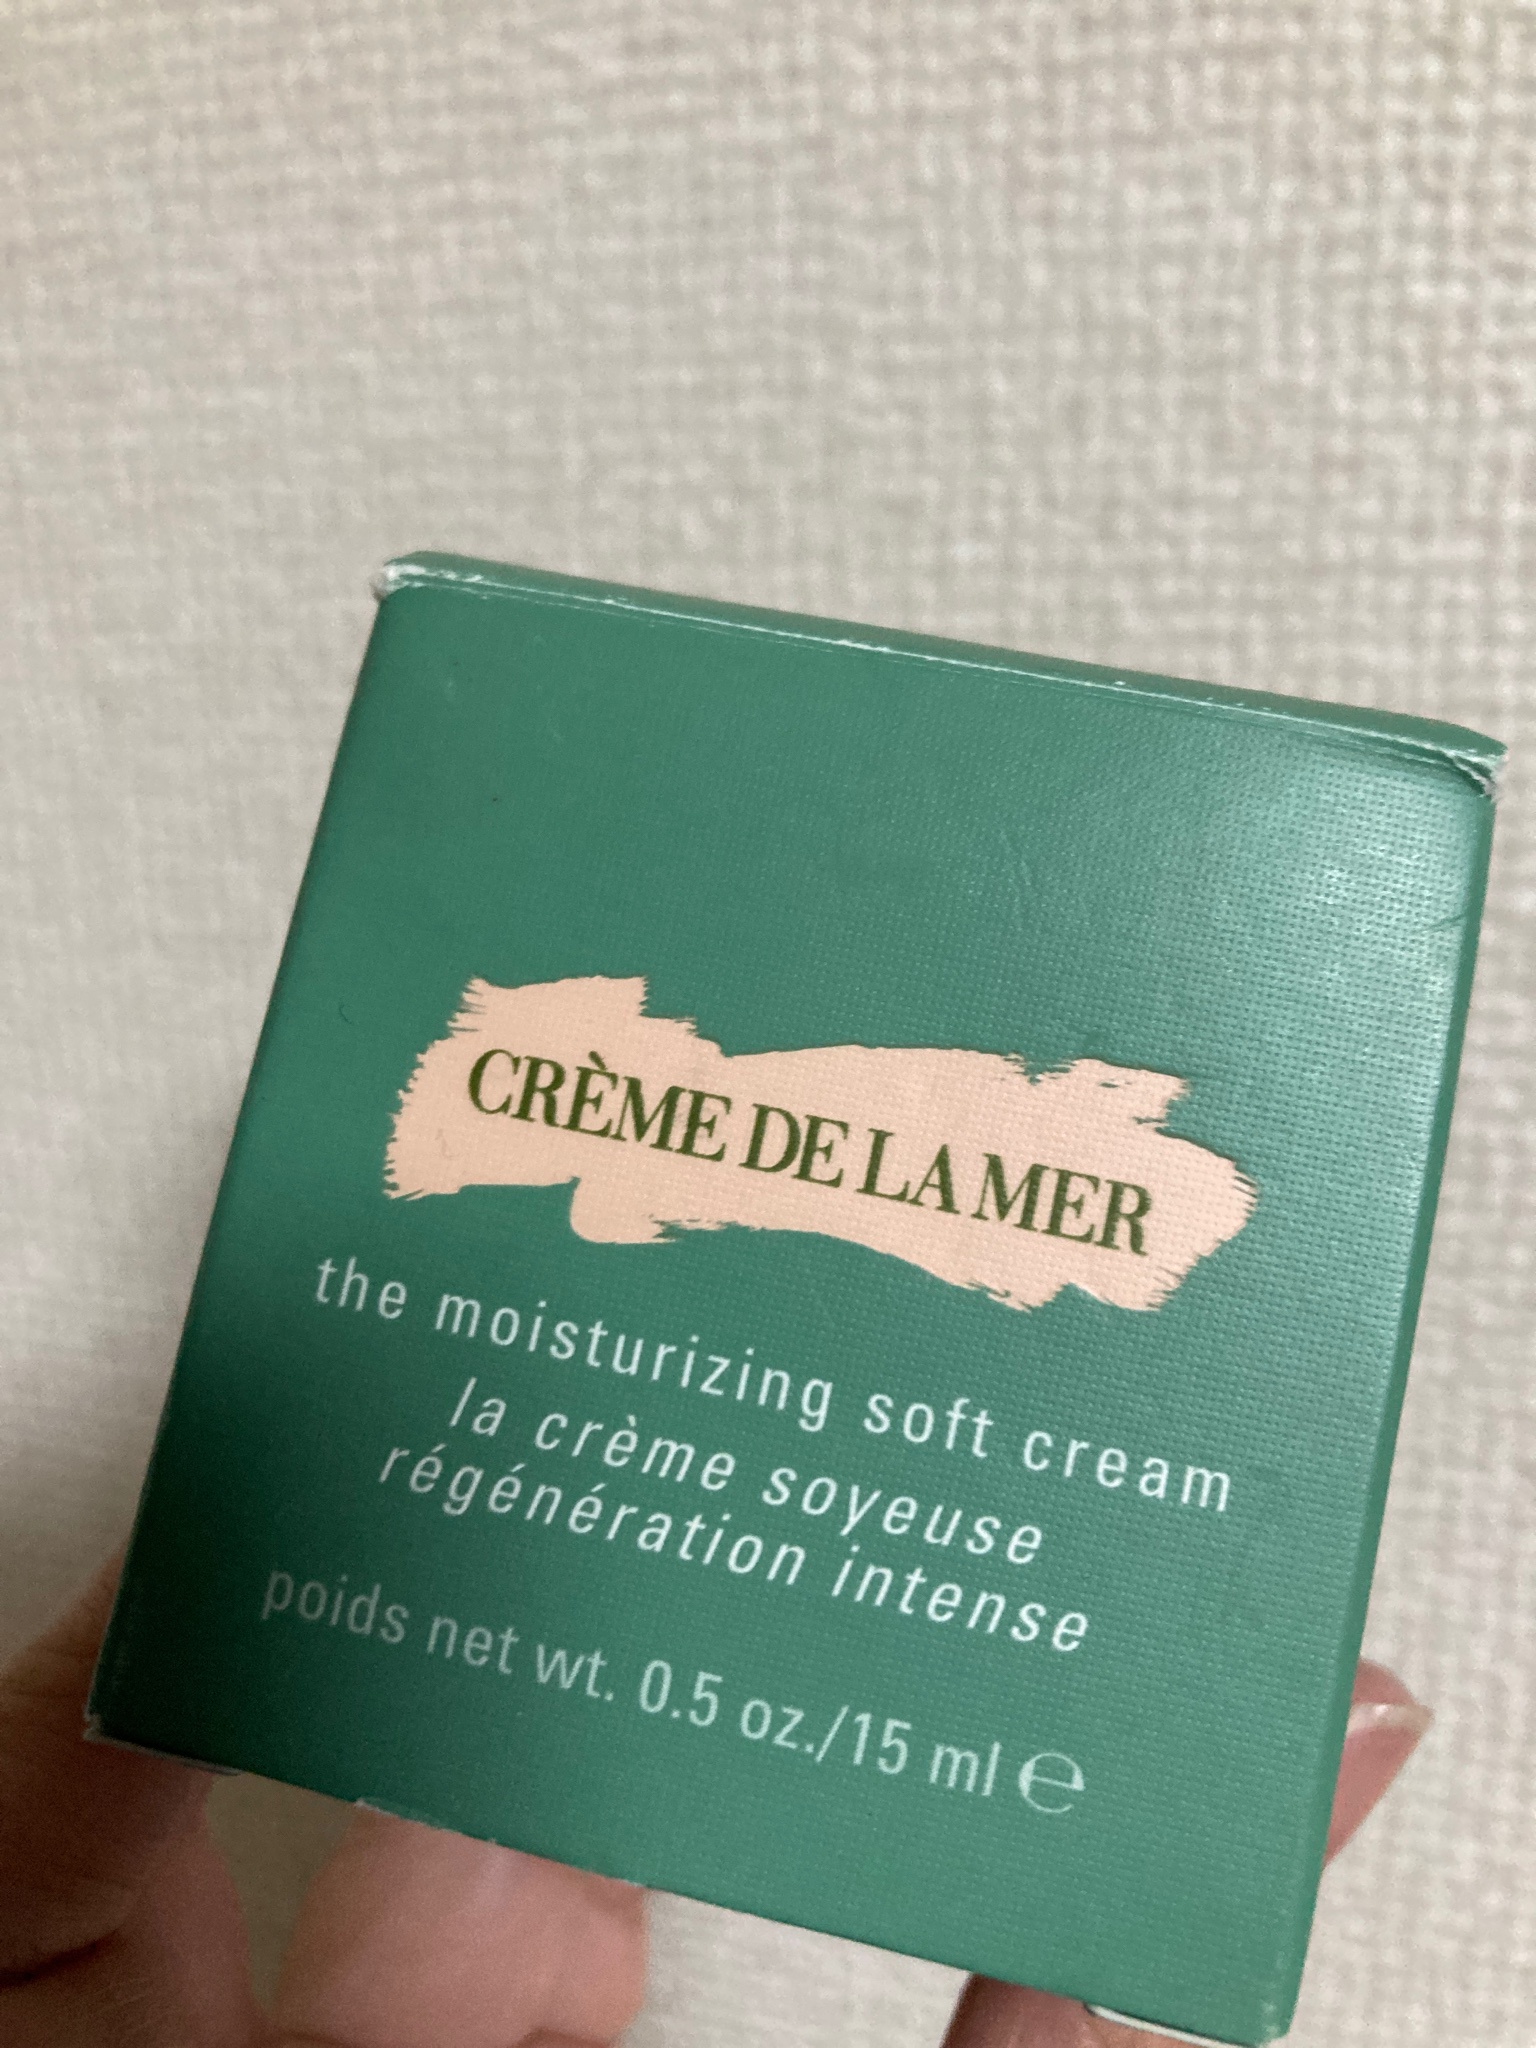 CRÈME DE LA MER
the moisturizing soft cream
la crème soyeuse
régénération intense
poids net wt. 0.5 oz./15 ml ℮